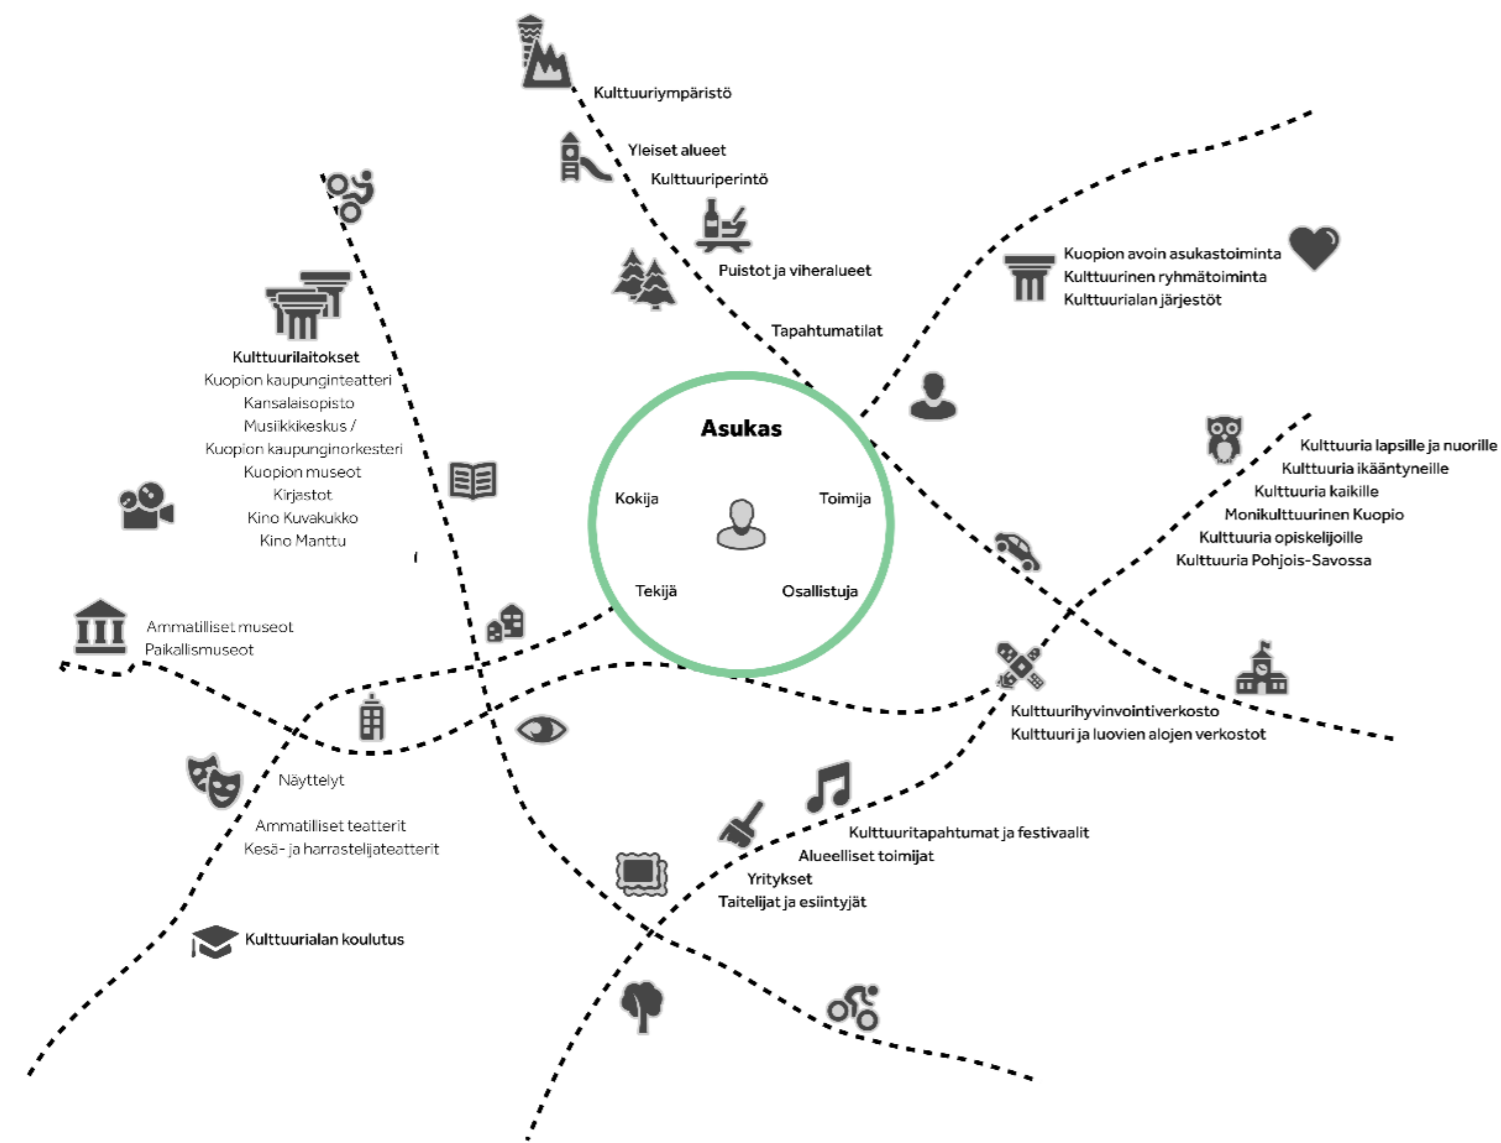 Kulttuuriympäristö
Yleiset alueet
Kulttuuriperintö
Puistot ja viheralueet
Tapahtumatilat
Kuopion avoin asukastoiminta
Kulttuurinen ryhmätoiminta
Kulttuurialan järjestöt
Kulttuurilaitokset
Kuopion kaupunginteatteri
Kansalaisopisto
Musiikkikeskus /
Kuopion kaupunginorkesteri
Kuopion museot
Kirjastot
Kino Kuvakukko
Kino Manttu
Asukas
Kokija
Toimija
Tekijä
Osallistuja
Kulttuuria lapsille ja nuorille
Kulttuuria ikääntyneille
Kulttuuria kaikille
Monikulttuurinen Kuopio
Kulttuuria opiskelijoille
Kulttuuria Pohjois-Savossa
Ammatilliset museot
Paikallismuseot
Kulttuurihyvinvointiverkosto
Kulttuuri ja luovien alojen verkostot
Näyttelyt
Ammatilliset teatterit
Kesä- ja harrastelijateatterit
Kulttuuritapahtumat ja festivaalit
Alueelliset toimijat
Yritykset
Taitelijat ja esiintyjät
Kulttuurialan koulutus